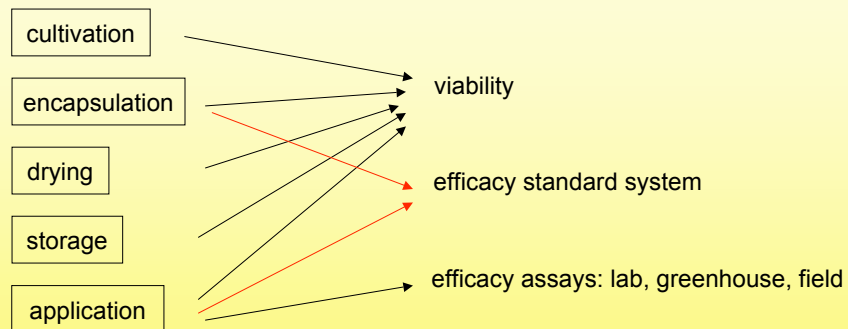 cultivation
encapsulation
drying
storage
application
viability
efficacy standard system
efficacy assays: lab, greenhouse, field